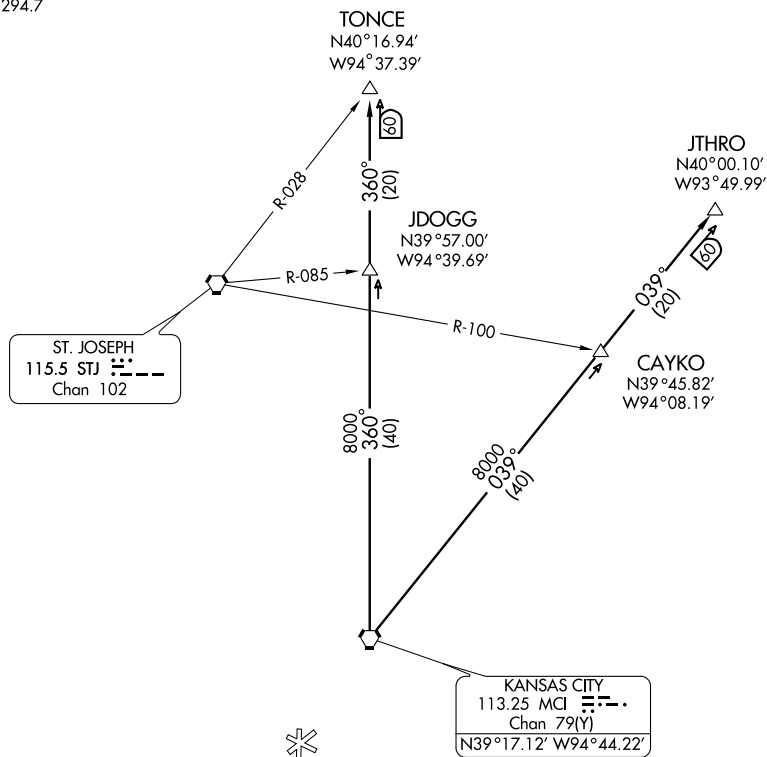 294.7
TONCE
N40°16.94'
W94°37.39'
60
360°
(20)
R-028
JTHRO
N40°00.10'
W93°49.99'
60
039°
(20)
JDOGG
N39°57.00'
W94°39.69'
R-085
R-100
ST. JOSEPH
115.5 STJ
Chan 102
CAYKO
N39°45.82'
W94°08.19'
8000
360°
(40)
8000
039°
(40)
KANSAS CITY
113.25 MCI
Chan 79(Y)
N39°17.12' W94°44.22'